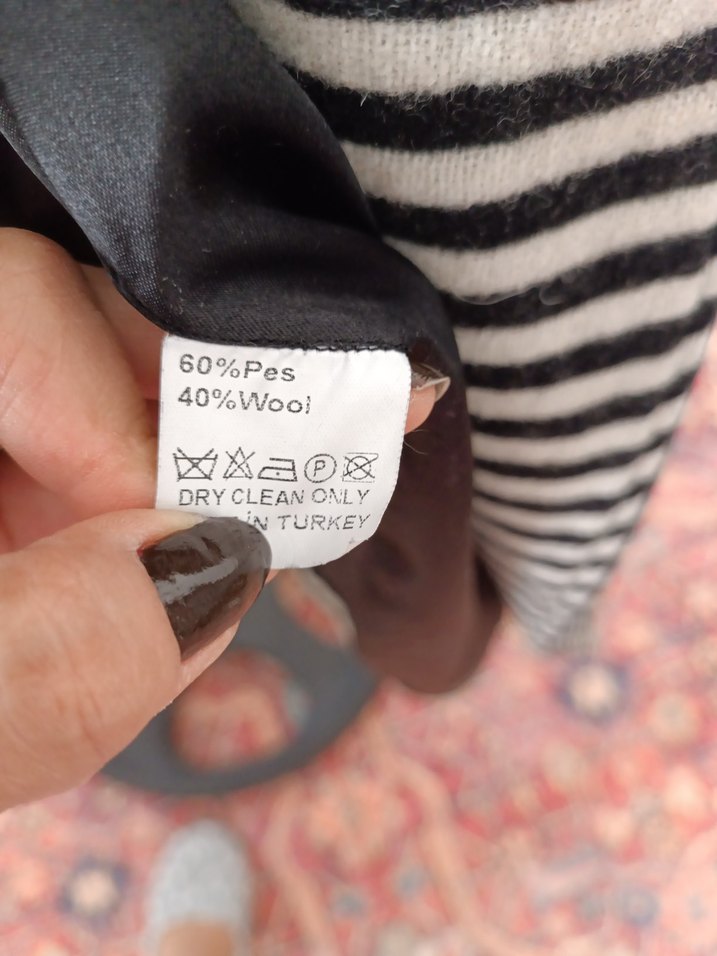 60%Pes
40%Wool
P
DRY CLEAN ONLY
in TURKEY